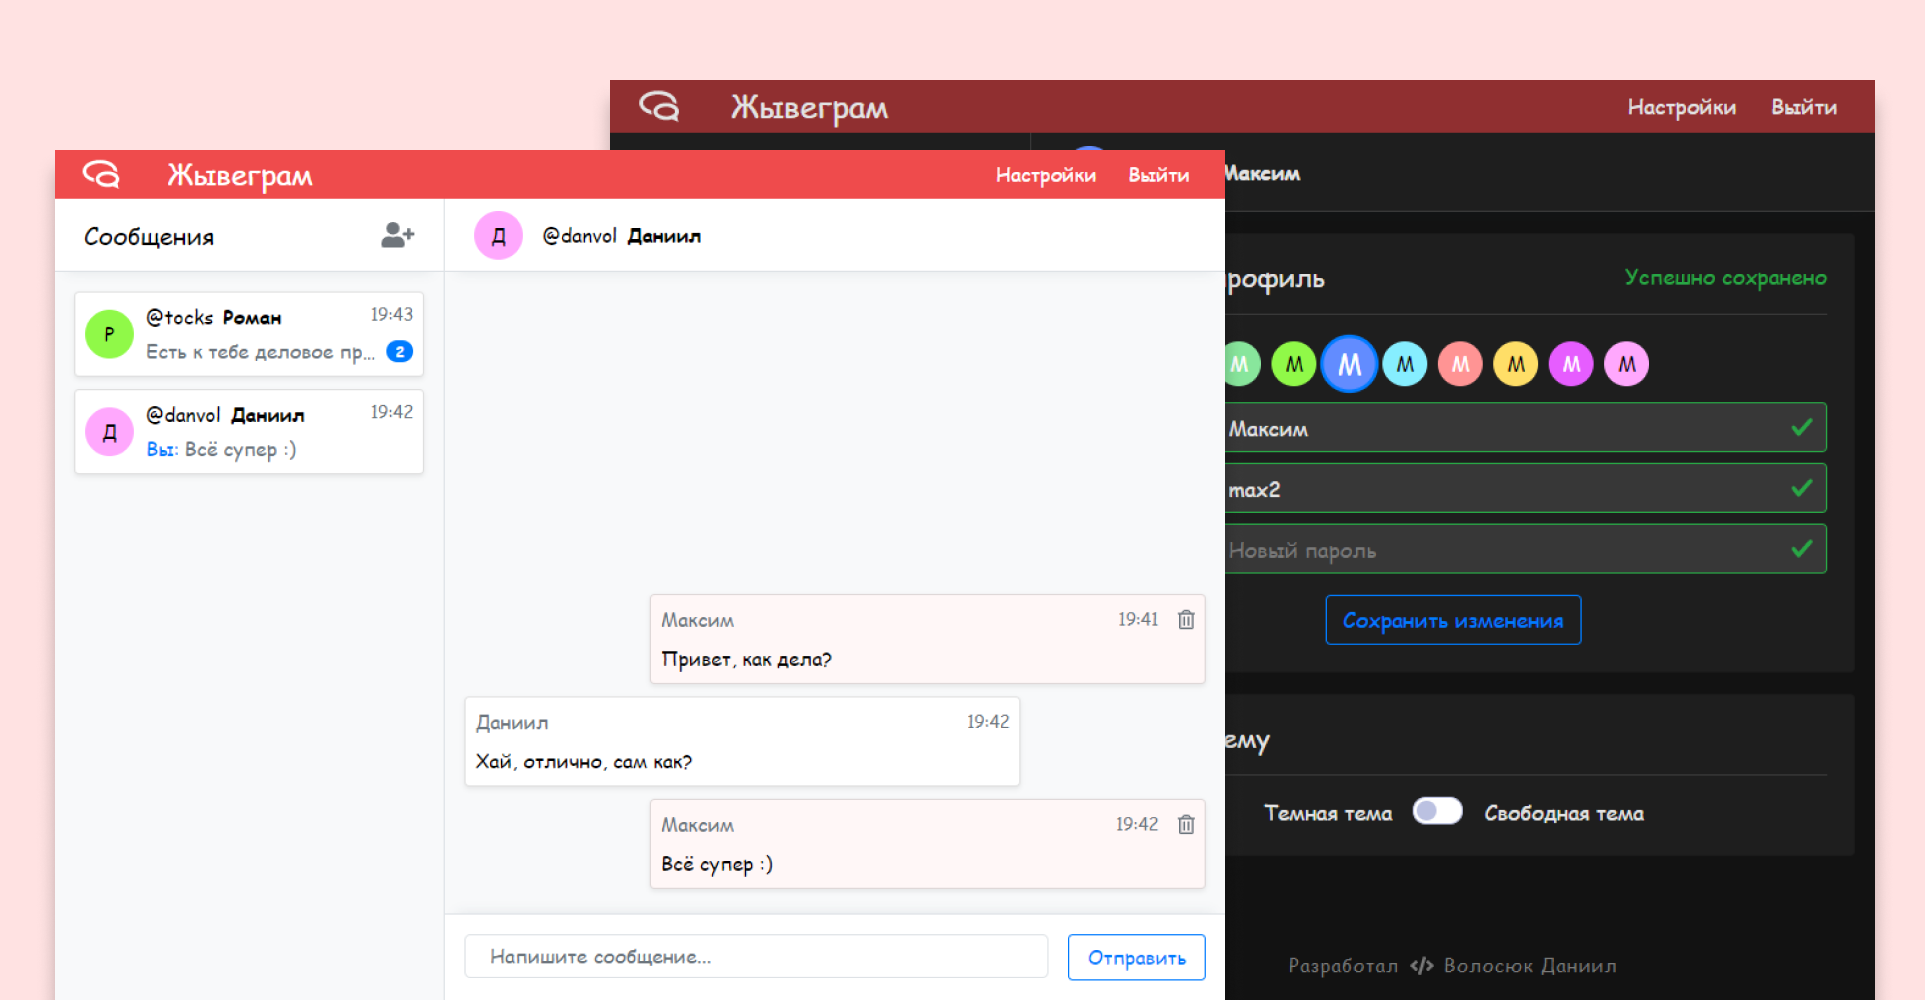 Жывеграм
Настройки Выйти
Сообщения
@tocks Роман 19:43
Есть к тебе деловое пр... 2
@danvol Даниил 19:42
Вы: Всё супер :)
Р
Д
Д @danvol Даниил
Максим 19:41
Привет, как дела?
Даниил 19:42
Хай, отлично, сам как?
Максим 19:42
Всё супер :)
Напишите сообщение... Отправить
Жывеграм
Настройки Выйти
Максим
рофиль Успешно сохранено
М М М М М М М М
Максим
max2
Новый пароль
Сохранить изменения
ему
Темная тема Свободная тема
Разработал </> Волосюк Даниил